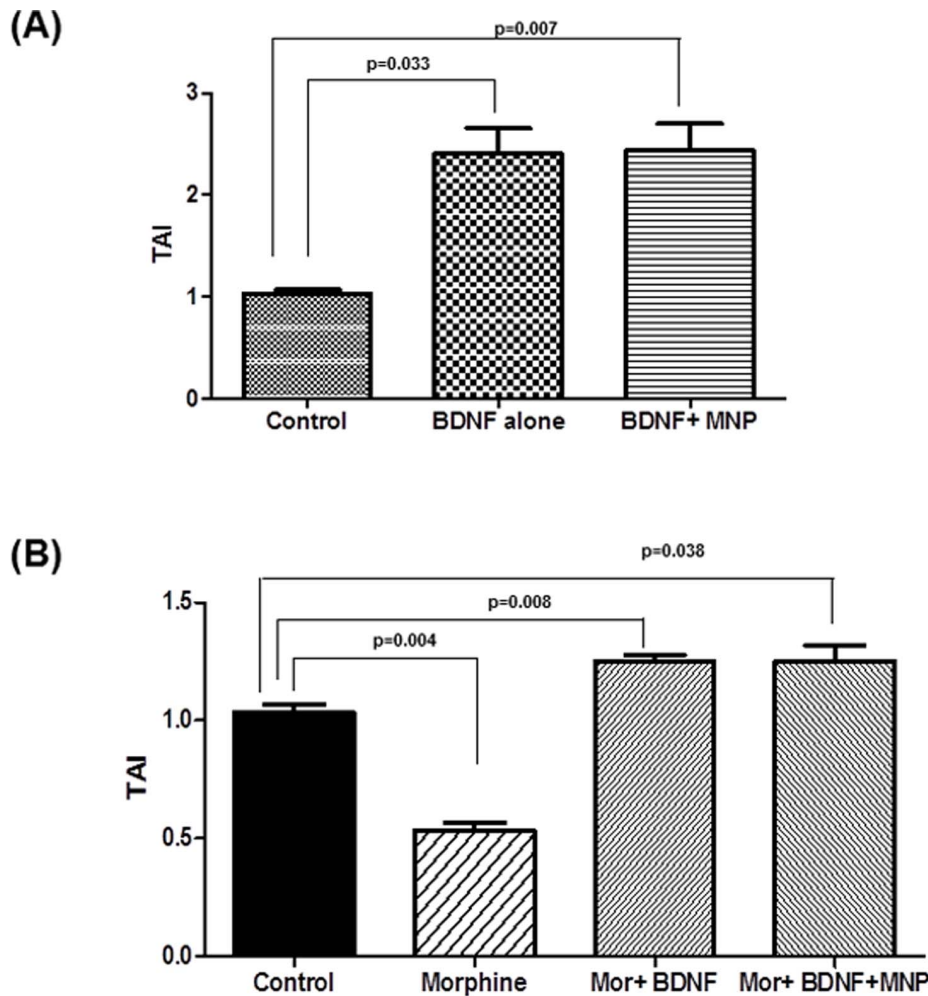 (A)
p=0.007
p=0.033
3
2
1
0
TAI
Control BDNF alone BDNF+ MNP
(B)
p=0.038
p=0.008
p=0.004
1.5
1.0
0.5
0.0
TAI
Control Morphine Mor+ BDNF Mor+ BDNF+MNP